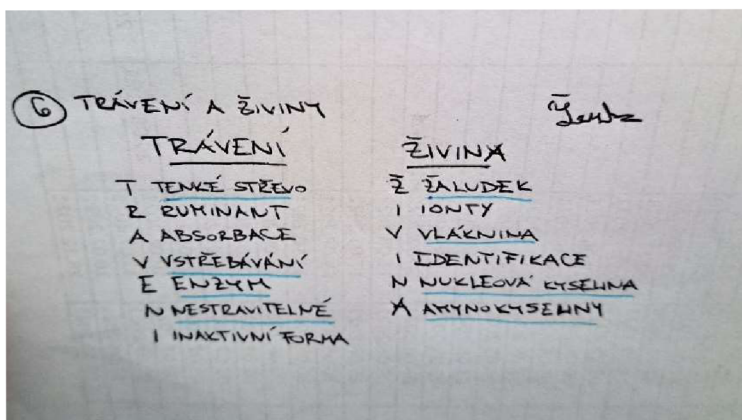 6 TRÁVENÍ A ŽIVINY
TRÁVENÍ
T TENKÉ STŘEVO
R RUMINANT
A ABSORBACE
V VSTŘEBÁVÁNÍ
E ENZYM
N NESTRAVITELNÉ
I INAKTIVNÍ FORMA
ŽIVINA
Ž ŽALUDEK
I IONTY
V VLÁKNINA
I IDENTIFIKACE
N NUKLEOVÁ KYSELINA
A AMYNOKYSELINY